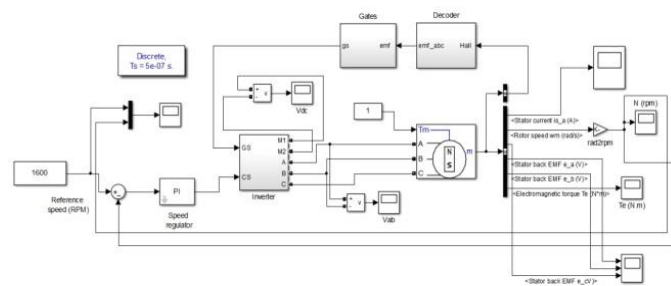 Gates
Decoder
gs
emf
emf_abc
Hall
Discrete,
Ts = 5e-07 s.
Vdc
1
Tm
N
S
m
A
B
C
<Stator current is_a (A)>
<Rotor speed wm (rad/s)>
rad2rpm
N (rpm)
M1
M2
A
B
C
GS
CS
Inverter
1600
Reference
speed (RPM)
PI
Speed
regulator
Vab
<Stator back EMF e_a (V)>
<Stator back EMF e_b (V)>
<Electromagnetic torque Te (N*m)>
Te (N.m)
<Stator back EMF e_cV)>